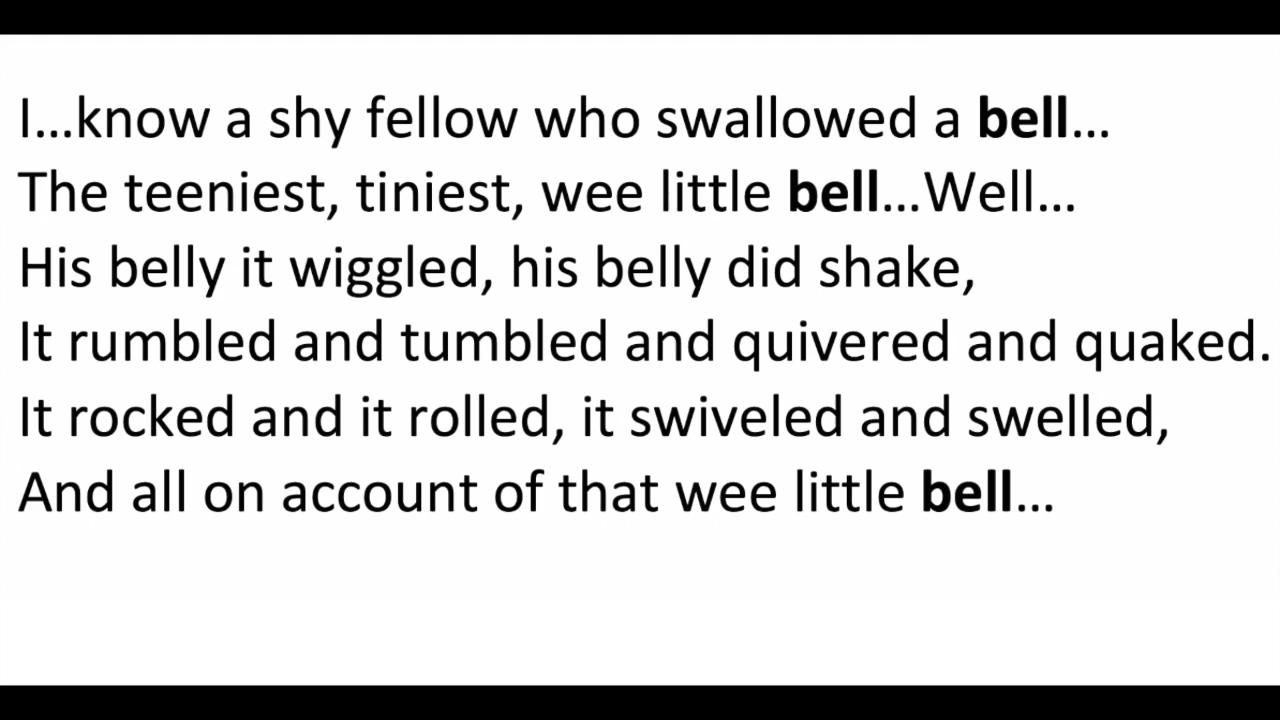 I...know a shy fellow who swallowed a bell...
The teeniest, tiniest, wee little bell...Well...
His belly it wiggled, his belly did shake,
It rumbled and tumbled and quivered and quaked.
It rocked and it rolled, it swiveled and swelled,
And all on account of that wee little bell...